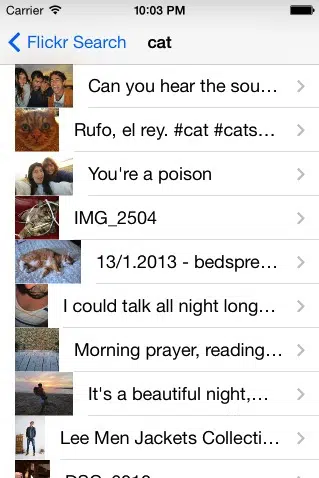 Carrier 10:03 PM
Flickr Search cat
Can you hear the sou...
Rufo, el rey. #cat #cats...
You're a poison
IMG_2504
13/1.2013 - bedspre...
I could talk all night long...
Morning prayer, reading...
It's a beautiful night,...
Lee Men Jackets Collecti...